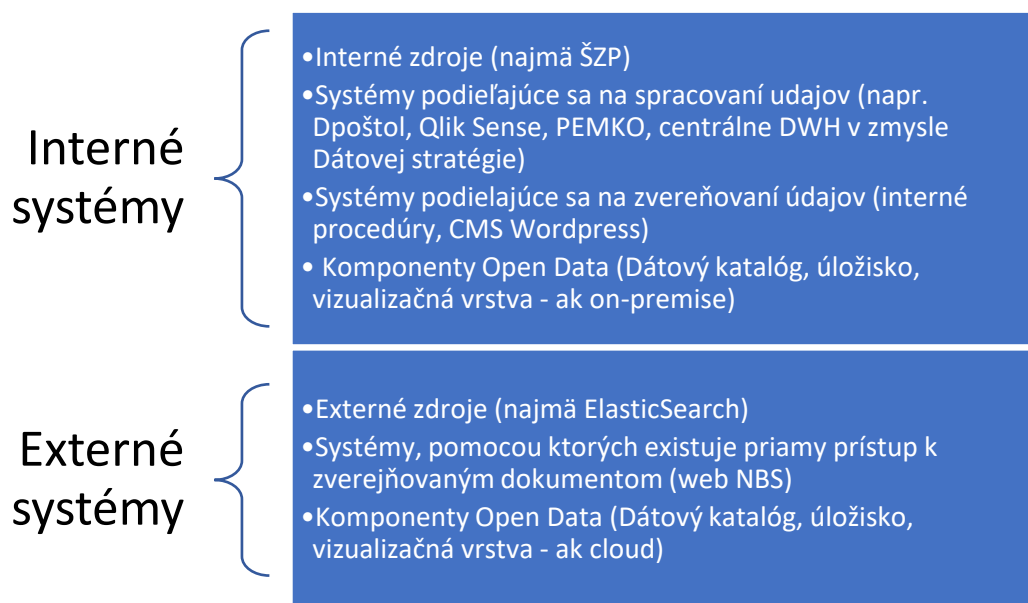 Interné
systémy
•Interné zdroje (najmä ŠZP)
•Systémy podieľajúce sa na spracovaní udajov (napr.
Dpoštol, Qlik Sense, PEMKO, centrálne DWH v zmysle
Dátovej stratégie)
•Systémy podielajúce sa na zvereňovaní údajov (interné
procedúry, CMS Wordpress)
• Komponenty Open Data (Dátový katalóg, úložisko,
vizualizačná vrstva - ak on-premise)
Externé
systémy
•Externé zdroje (najmä ElasticSearch)
•Systémy, pomocou ktorých existuje priamy prístup k
zverejňovaným dokumentom (web NBS)
•Komponenty Open Data (Dátový katalóg, úložisko,
vizualizačná vrstva - ak cloud)